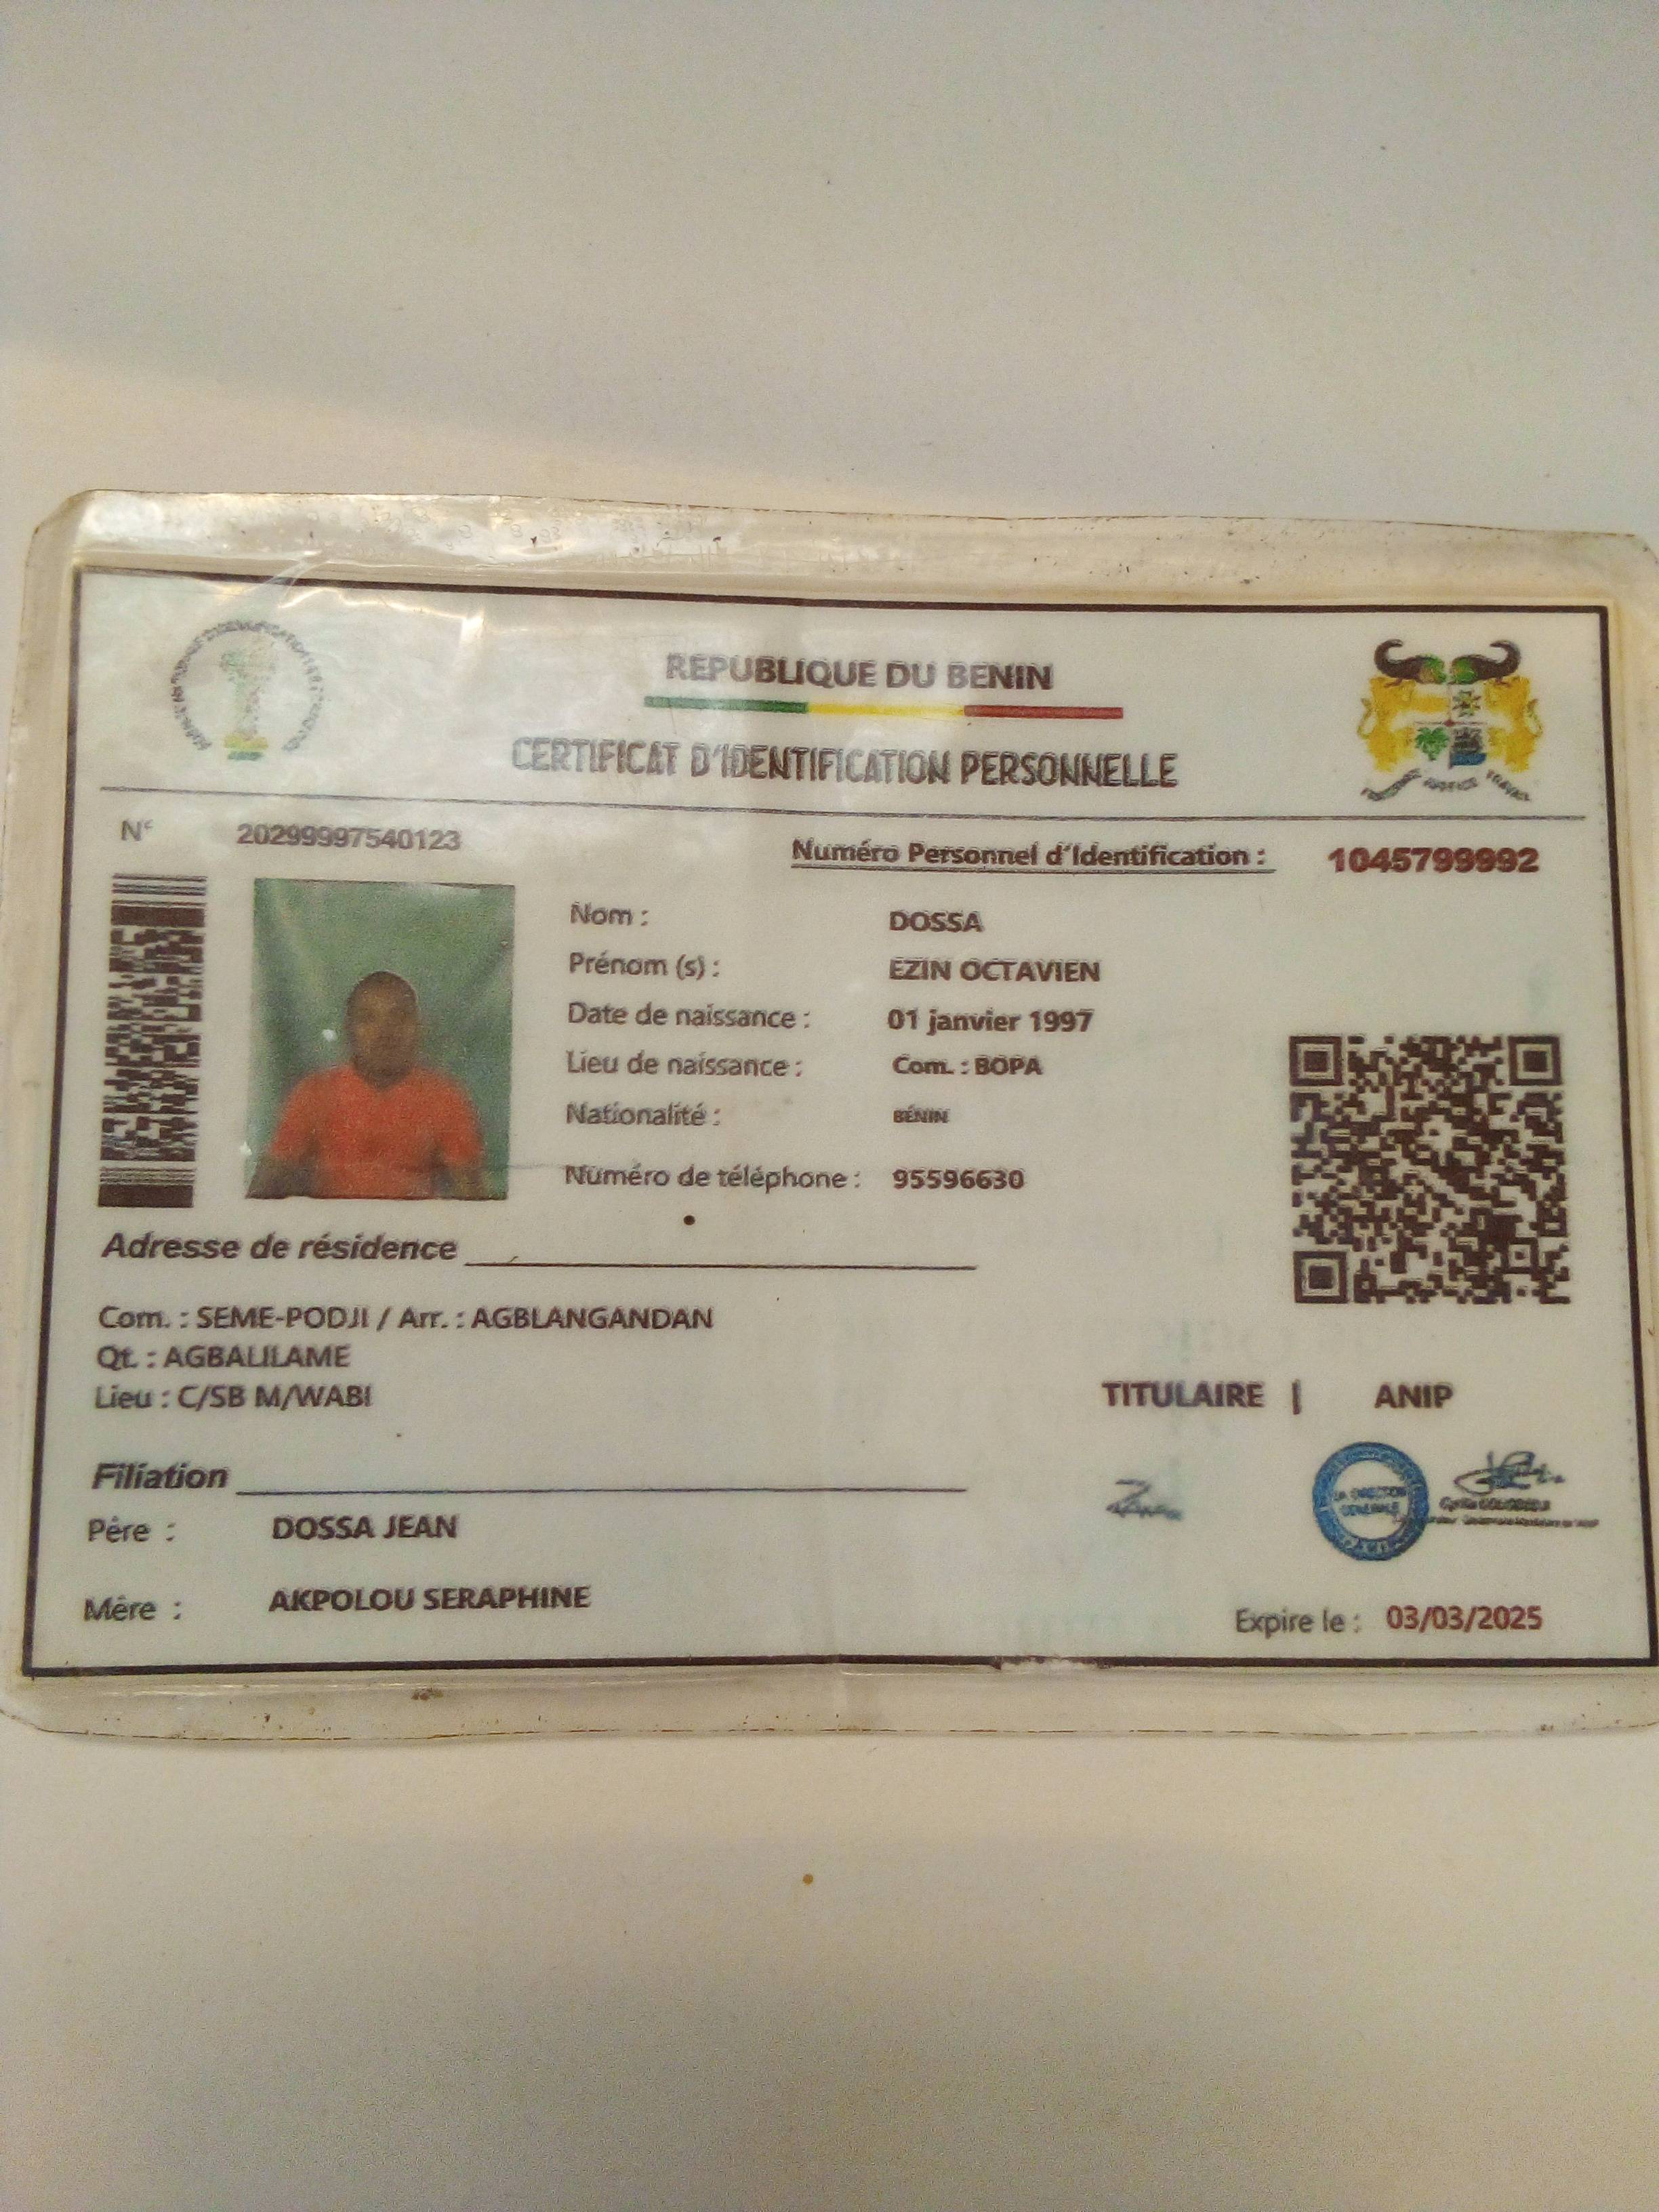 REPUBLIQUE DU BENIN
CERTIFICAT D'IDENTIFICATION PERSONNELLE
N° 20299997540123
Numéro Personnel d'Identification : 1045799992
Nom : DOSSA
Prénom (s) : EZIN OCTAVIEN
Date de naissance : 01 janvier 1997
Lieu de naissance : Com. : BOPA
Nationalité : BÉNIN
Numéro de téléphone : 95596630
Adresse de résidence
Com. : SEME-PODJI / Arr. : AGBLANGANDAN
Qt. : AGBALILAME
Lieu : C/SB M/WABI
TITULAIRE | ANIP
Filiation
Père : DOSSA JEAN
Mère : AKPOLOU SERAPHINE
LA DIRECTION
GENERALE
Expire le : 03/03/2025